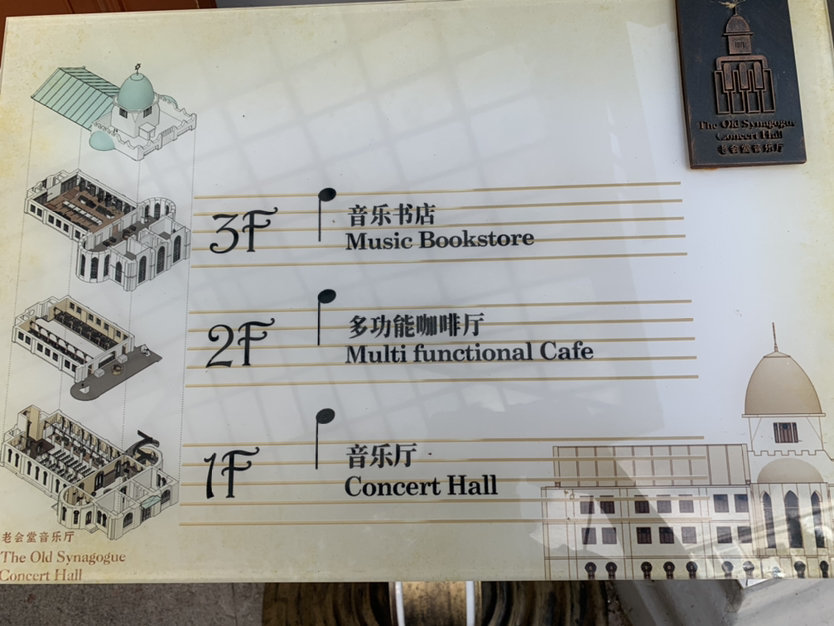 The Old Synagogue
Concert Hall
老会堂音乐厅
3F
音乐书店
Music Bookstore
2F
多功能咖啡厅
Multi functional Cafe
1F
音乐厅
Concert Hall
老会堂音乐厅
The Old Synagogue
Concert Hall